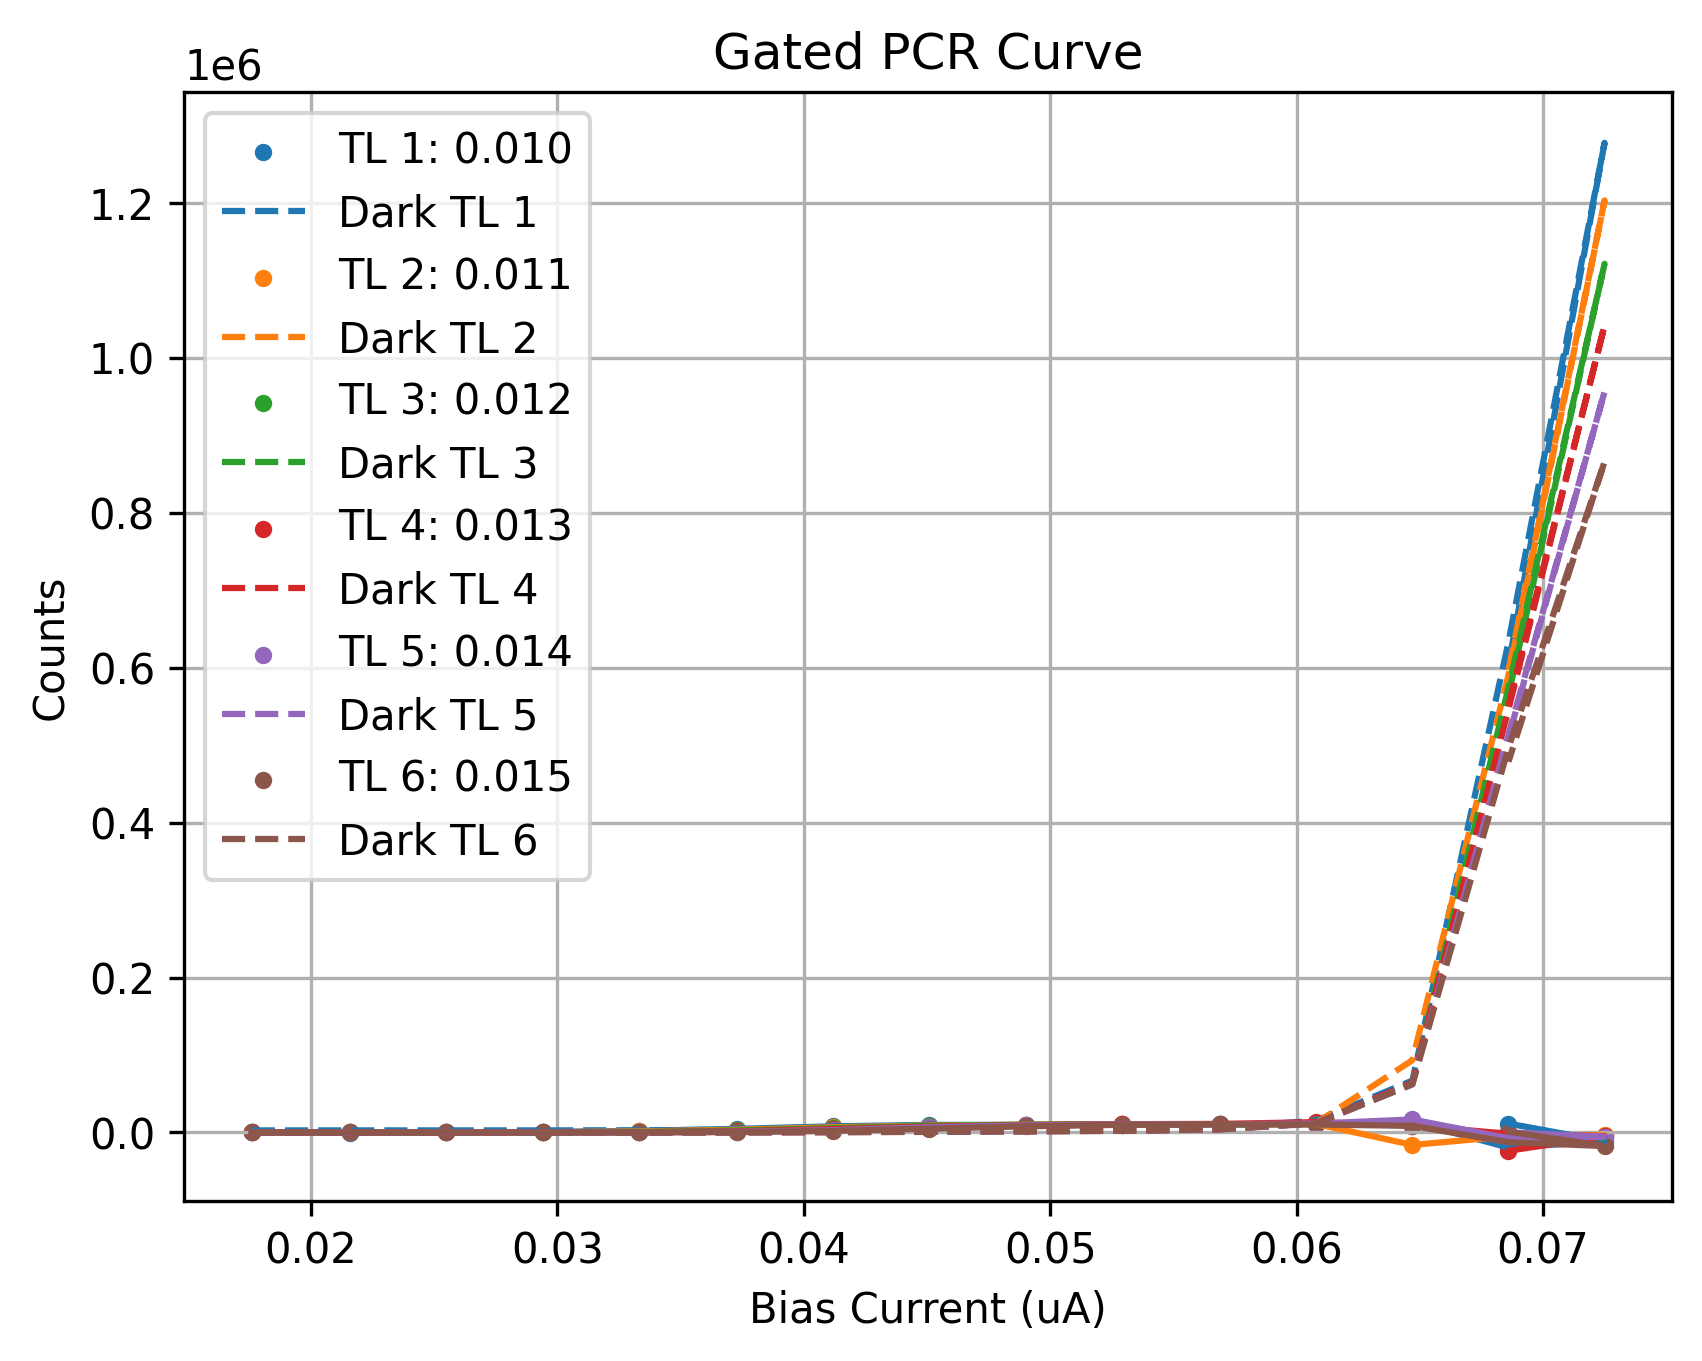 Gated PCR Curve
1e6
TL 1: 0.010
Dark TL 1
TL 2: 0.011
Dark TL 2
TL 3: 0.012
Dark TL 3
TL 4: 0.013
Dark TL 4
TL 5: 0.014
Dark TL 5
TL 6: 0.015
Dark TL 6
1.2
1.0
0.8
0.6
0.4
0.2
0.0
Counts
0.02 0.03 0.04 0.05 0.06 0.07
Bias Current (uA)